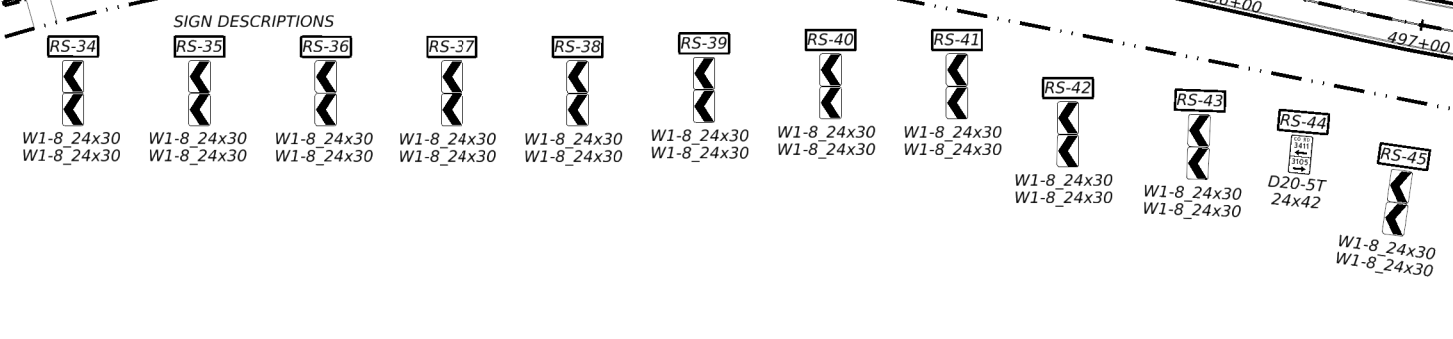 SIGN DESCRIPTIONS
RS-34
W1-8_24x30
W1-8_24x30
RS-35
W1-8_24x30
W1-8_24x30
RS-36
W1-8_24x30
W1-8_24x30
RS-37
W1-8_24x30
W1-8_24x30
RS-38
W1-8_24x30
W1-8_24x30
RS-39
W1-8_24x30
W1-8_24x30
RS-40
W1-8_24x30
W1-8_24x30
RS-41
W1-8_24x30
W1-8_24x30
RS-42
W1-8_24x30
W1-8_24x30
RS-43
W1-8_24x30
W1-8_24x30
RS-44
3411
3105
D20-5T
24x42
RS-45
W1-8_24x30
W1-8_24x30
497+00